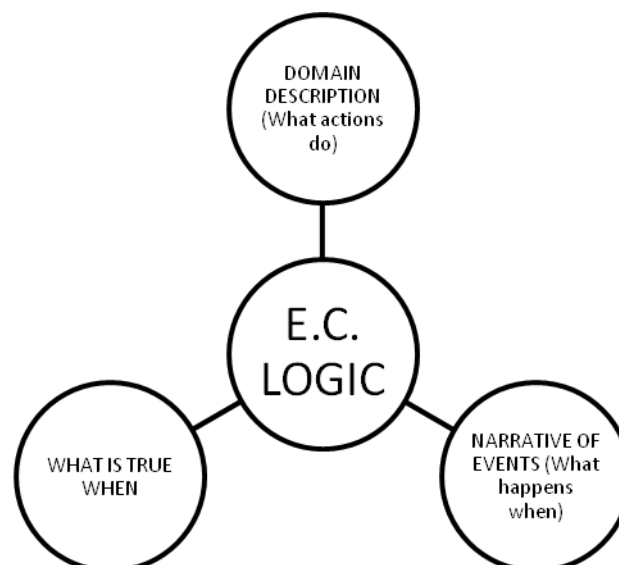 DOMAIN
DESCRIPTION
(What actions
do)
E.C.
LOGIC
WHAT IS TRUE
WHEN
NARRATIVE OF
EVENTS (What
happens
when)